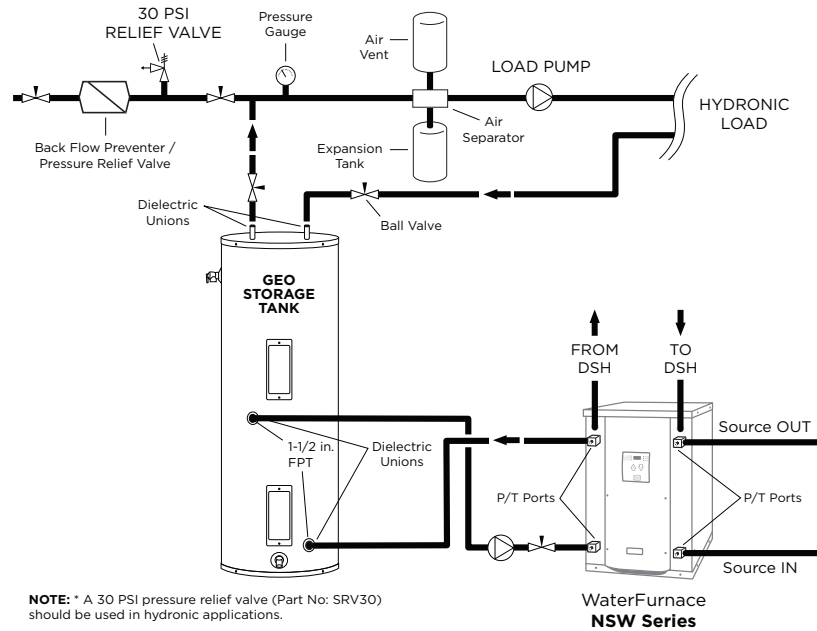 30 PSI
RELIEF VALVE
Pressure
Gauge
Air
Vent
LOAD PUMP
HYDRONIC
LOAD
Back Flow Preventer /
Pressure Relief Valve
Air
Separator
Expansion
Tank
Dielectric
Unions
Ball Valve
GEO
STORAGE
TANK
FROM
DSH
TO
DSH
Source OUT
1-1/2 in.
FPT
Dielectric
Unions
P/T Ports
P/T Ports
Source IN
NOTE: * A 30 PSI pressure relief valve (Part No: SRV30)
should be used in hydronic applications.
WaterFurnace
NSW Series